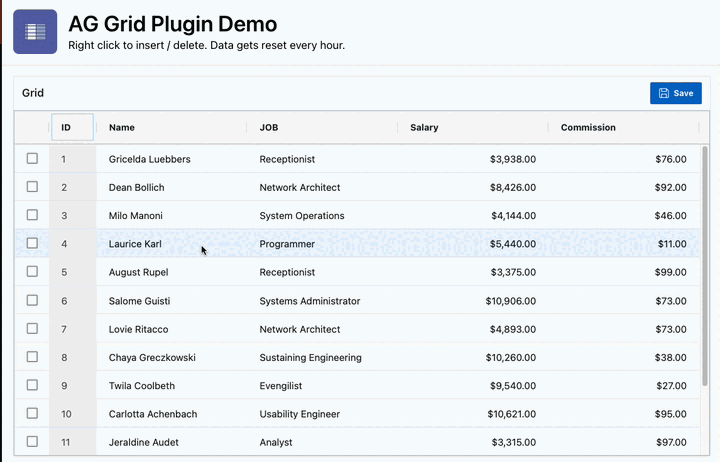 AG Grid Plugin Demo
Right click to insert / delete. Data gets reset every hour.
Grid
Save
ID Name JOB Salary Commission
1 Gricelda Luebbers Receptionist $3,938.00 $76.00
2 Dean Bollich Network Architect $8,426.00 $92.00
3 Milo Manoni System Operations $4,144.00 $46.00
4 Laurice Karl Programmer $5,440.00 $11.00
5 August Rupel Receptionist $3,375.00 $99.00
6 Salome Guisti Systems Administrator $10,906.00 $73.00
7 Lovie Ritacco Network Architect $4,893.00 $73.00
8 Chaya Greczkowski Sustaining Engineering $10,260.00 $38.00
9 Twila Coolbeth Evengilist $9,540.00 $27.00
10 Carlotta Achenbach Usability Engineer $10,621.00 $95.00
11 Jeraldine Audet Analyst $3,315.00 $97.00